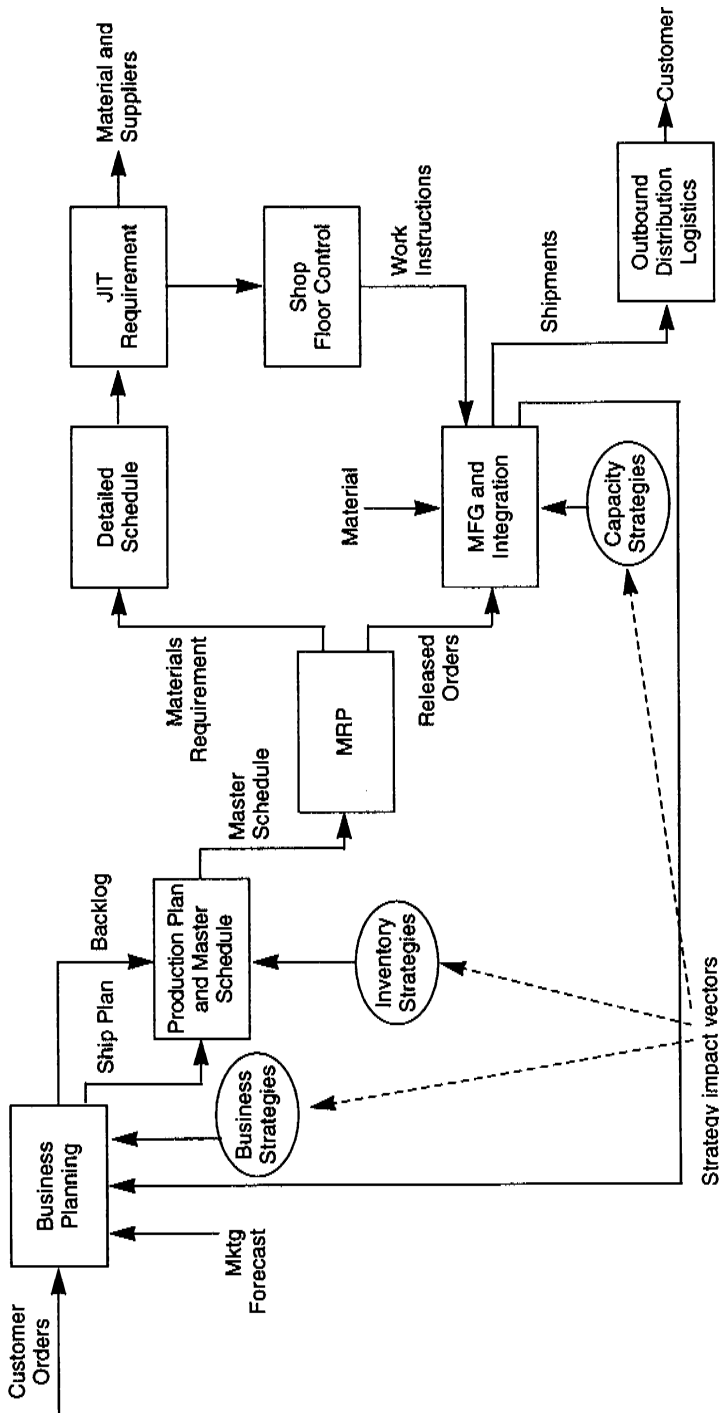 Customer
Orders
Business
Planning
Mktg
Forecast
Business
Strategies
Ship Plan
Backlog
Production Plan
and Master
Schedule
Inventory
Strategies
Master
Schedule
MRP
Materials
Requirement
Released
Orders
Detailed
Schedule
JIT
Requirement
Material and
Suppliers
Shop
Floor Control
Work
Instructions
Material
MFG and
Integration
Capacity
Strategies
Shipments
Outbound
Distribution
Logistics
Customer
Strategy impact vectors